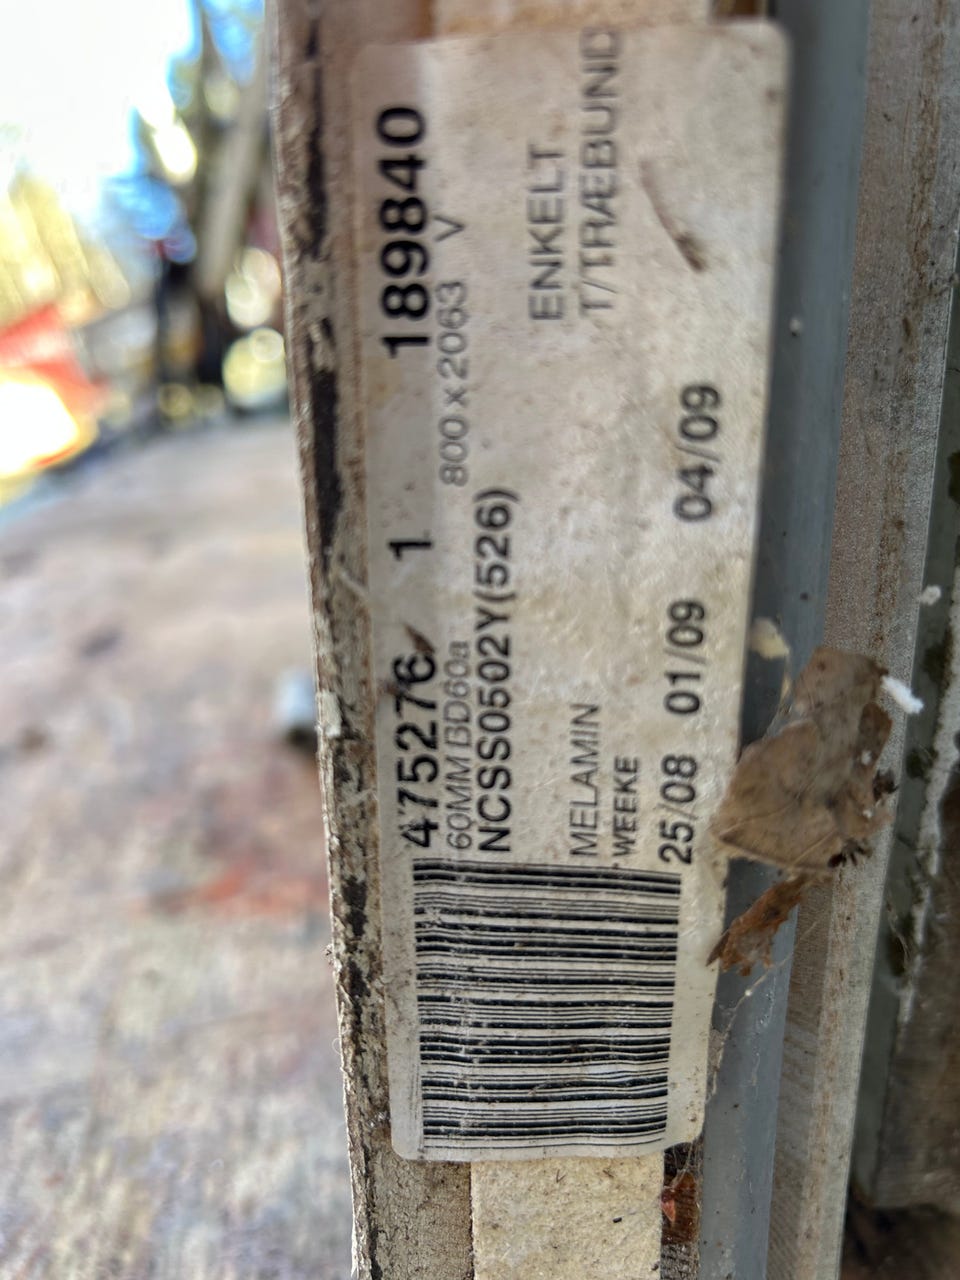 475276 1 189840
60MM BD60a 800 x 2063 V
NCSS0502Y(526)
ENKELT
MELAMIN T/TRÆBUND
WEEKE
25/08 01/09 04/09